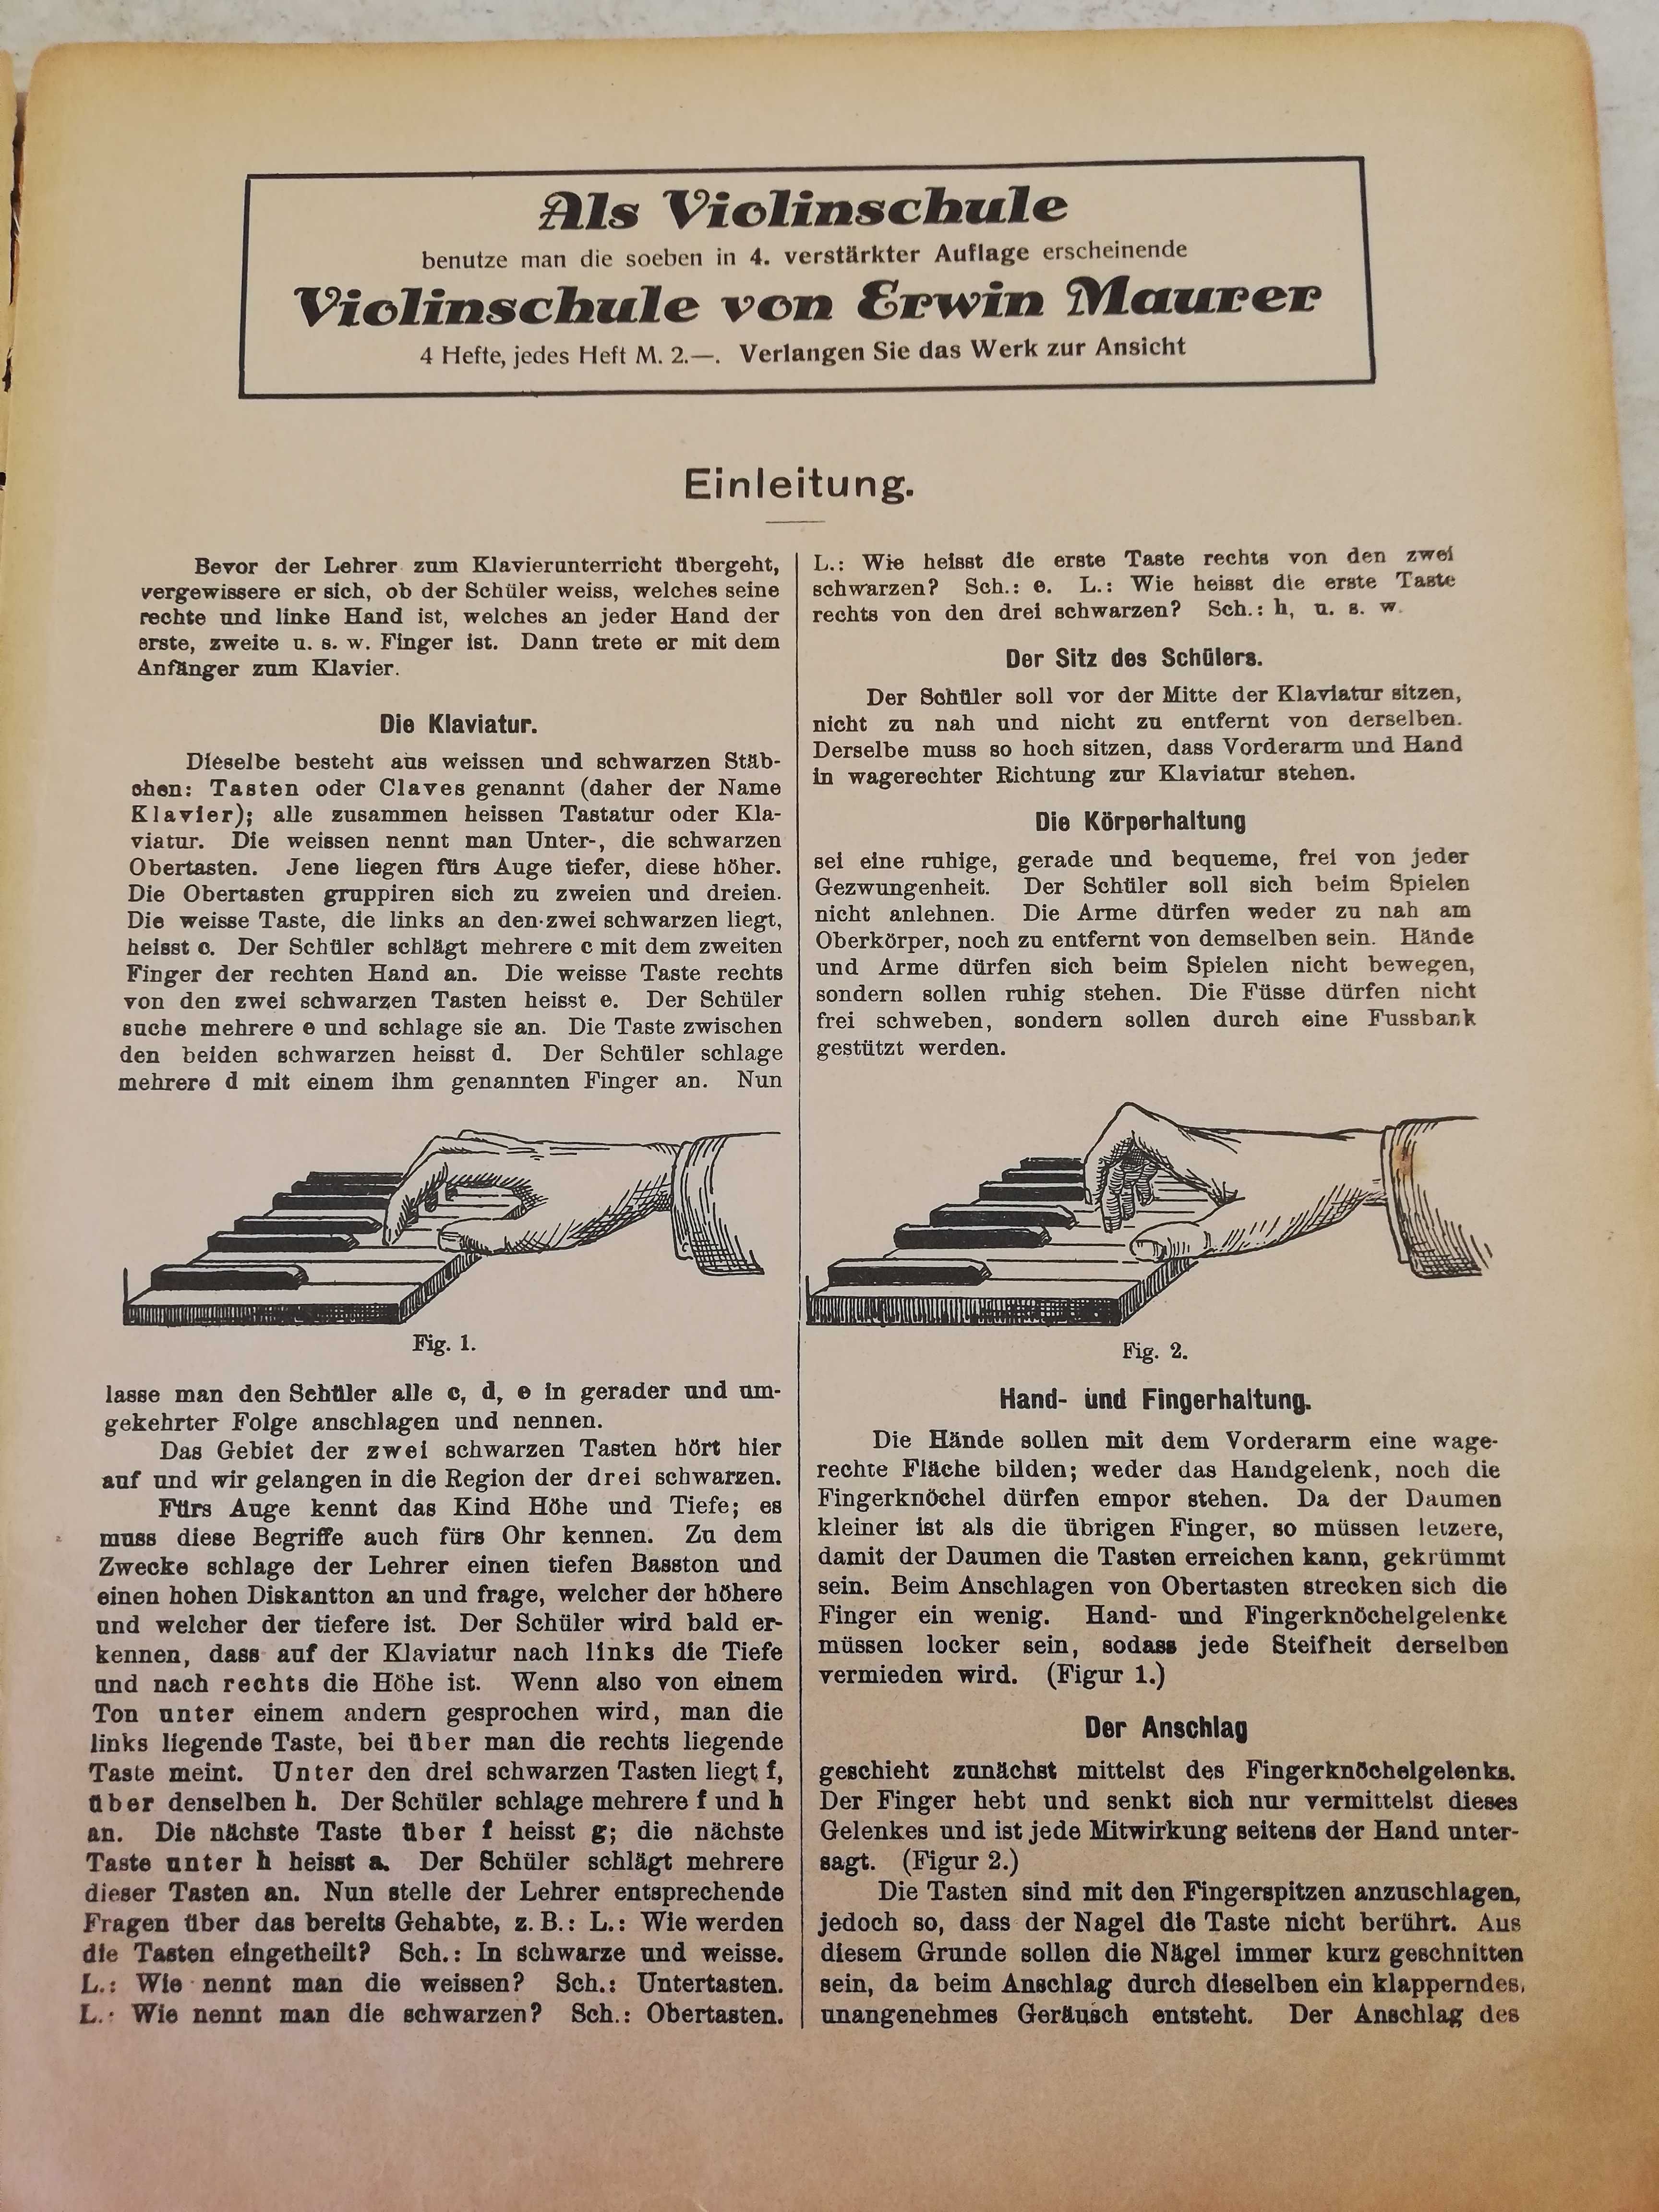 Als Violinschule
benutze man die soeben in 4. verstärkter Auflage erscheinende
Violinschule von Erwin Maurer
4 Hefte, jedes Heft M. 2.—. Verlangen Sie das Werk zur Ansicht
Einleitung.
Bevor der Lehrer zum Klavierunterricht übergeht,
vergewissere er sich, ob der Schüler weiss, welches seine
rechte und linke Hand ist, welches an jeder Hand der
erste, zweite u. s. w. Finger ist. Dann trete er mit dem
Anfänger zum Klavier.
Die Klaviatur.
Dieselbe besteht aus weissen und schwarzen Stäb-
chen: Tasten oder Claves genannt (daher der Name
Klavier); alle zusammen heissen Tastatur oder Kla-
viatur. Die weissen nennt man Unter-, die schwarzen
Obertasten. Jene liegen fürs Auge tiefer, diese höher.
Die Obertasten gruppiren sich zu zweien und dreien.
Die weisse Taste, die links an den zwei schwarzen liegt,
heisst c. Der Schüler schlägt mehrere c mit dem zweiten
Finger der rechten Hand an. Die weisse Taste rechts
von den zwei schwarzen Tasten heisst e. Der Schüler
suche mehrere e und schlage sie an. Die Taste zwischen
den beiden schwarzen heisst d. Der Schüler schlage
mehrere d mit einem ihm genannten Finger an. Nun
Fig. 1.
lasse man den Schüler alle c, d, e in gerader und um-
gekehrter Folge anschlagen und nennen.
Das Gebiet der zwei schwarzen Tasten hört hier
auf und wir gelangen in die Region der drei schwarzen.
Fürs Auge kennt das Kind Höhe und Tiefe; es
muss diese Begriffe auch fürs Ohr kennen. Zu dem
Zwecke schlage der Lehrer einen tiefen Basston und
einen hohen Diskantton an und frage, welcher der höhere
und welcher der tiefere ist. Der Schüler wird bald er-
kennen, dass auf der Klaviatur nach links die Tiefe
und nach rechts die Höhe ist. Wenn also von einem
Ton unter einem andern gesprochen wird, man die
links liegende Taste, bei über man die rechts liegende
Taste meint. Unter den drei schwarzen Tasten liegt f,
über denselben h. Der Schüler schlage mehrere f und h
an. Die nächste Taste über f heisst g; die nächste
Taste unter h heisst a. Der Schüler schlägt mehrere
dieser Tasten an. Nun stelle der Lehrer entsprechende
Fragen über das bereits Gehabte, z. B.: L.: Wie werden
die Tasten eingetheilt? Sch.: In schwarze und weisse.
L.: Wie nennt man die weissen? Sch.: Untertasten.
L.: Wie nennt man die schwarzen? Sch.: Obertasten.
L.: Wie heisst die erste Taste rechts von den zwei
schwarzen? Sch.: e. L.: Wie heisst die erste Taste
rechts von den drei schwarzen? Sch.: h, u. s. w.
Der Sitz des Schülers.
Der Schüler soll vor der Mitte der Klaviatur sitzen,
nicht zu nah und nicht zu entfernt von derselben.
Derselbe muss so hoch sitzen, dass Vorderarm und Hand
in wagerechter Richtung zur Klaviatur stehen.
Die Körperhaltung
sei eine ruhige, gerade und bequeme, frei von jeder
Gezwungenheit. Der Schüler soll sich beim Spielen
nicht anlehnen. Die Arme dürfen weder zu nah am
Oberkörper, noch zu entfernt von demselben sein. Hände
und Arme dürfen sich beim Spielen nicht bewegen,
sondern sollen ruhig stehen. Die Füsse dürfen nicht
frei schweben, sondern sollen durch eine Fussbank
gestützt werden.
Fig. 2.
Hand- und Fingerhaltung.
Die Hände sollen mit dem Vorderarm eine wage-
rechte Fläche bilden; weder das Handgelenk, noch die
Fingerknöchel dürfen empor stehen. Da der Daumen
kleiner ist als die übrigen Finger, so müssen letzere,
damit der Daumen die Tasten erreichen kann, gekrümmt
sein. Beim Anschlagen von Obertasten strecken sich die
Finger ein wenig. Hand- und Fingerknöchelgelenke
müssen locker sein, sodass jede Steifheit derselben
vermieden wird. (Figur 1.)
Der Anschlag
geschieht zunächst mittelst des Fingerknöchelgelenks.
Der Finger hebt und senkt sich nur vermittelst dieses
Gelenkes und ist jede Mitwirkung seitens der Hand unter-
sagt. (Figur 2.)
Die Tasten sind mit den Fingerspitzen anzuschlagen,
jedoch so, dass der Nagel die Taste nicht berührt. Aus
diesem Grunde sollen die Nägel immer kurz geschnitten
sein, da beim Anschlag durch dieselben ein klapperndes,
unangenehmes Geräusch entsteht. Der Anschlag des